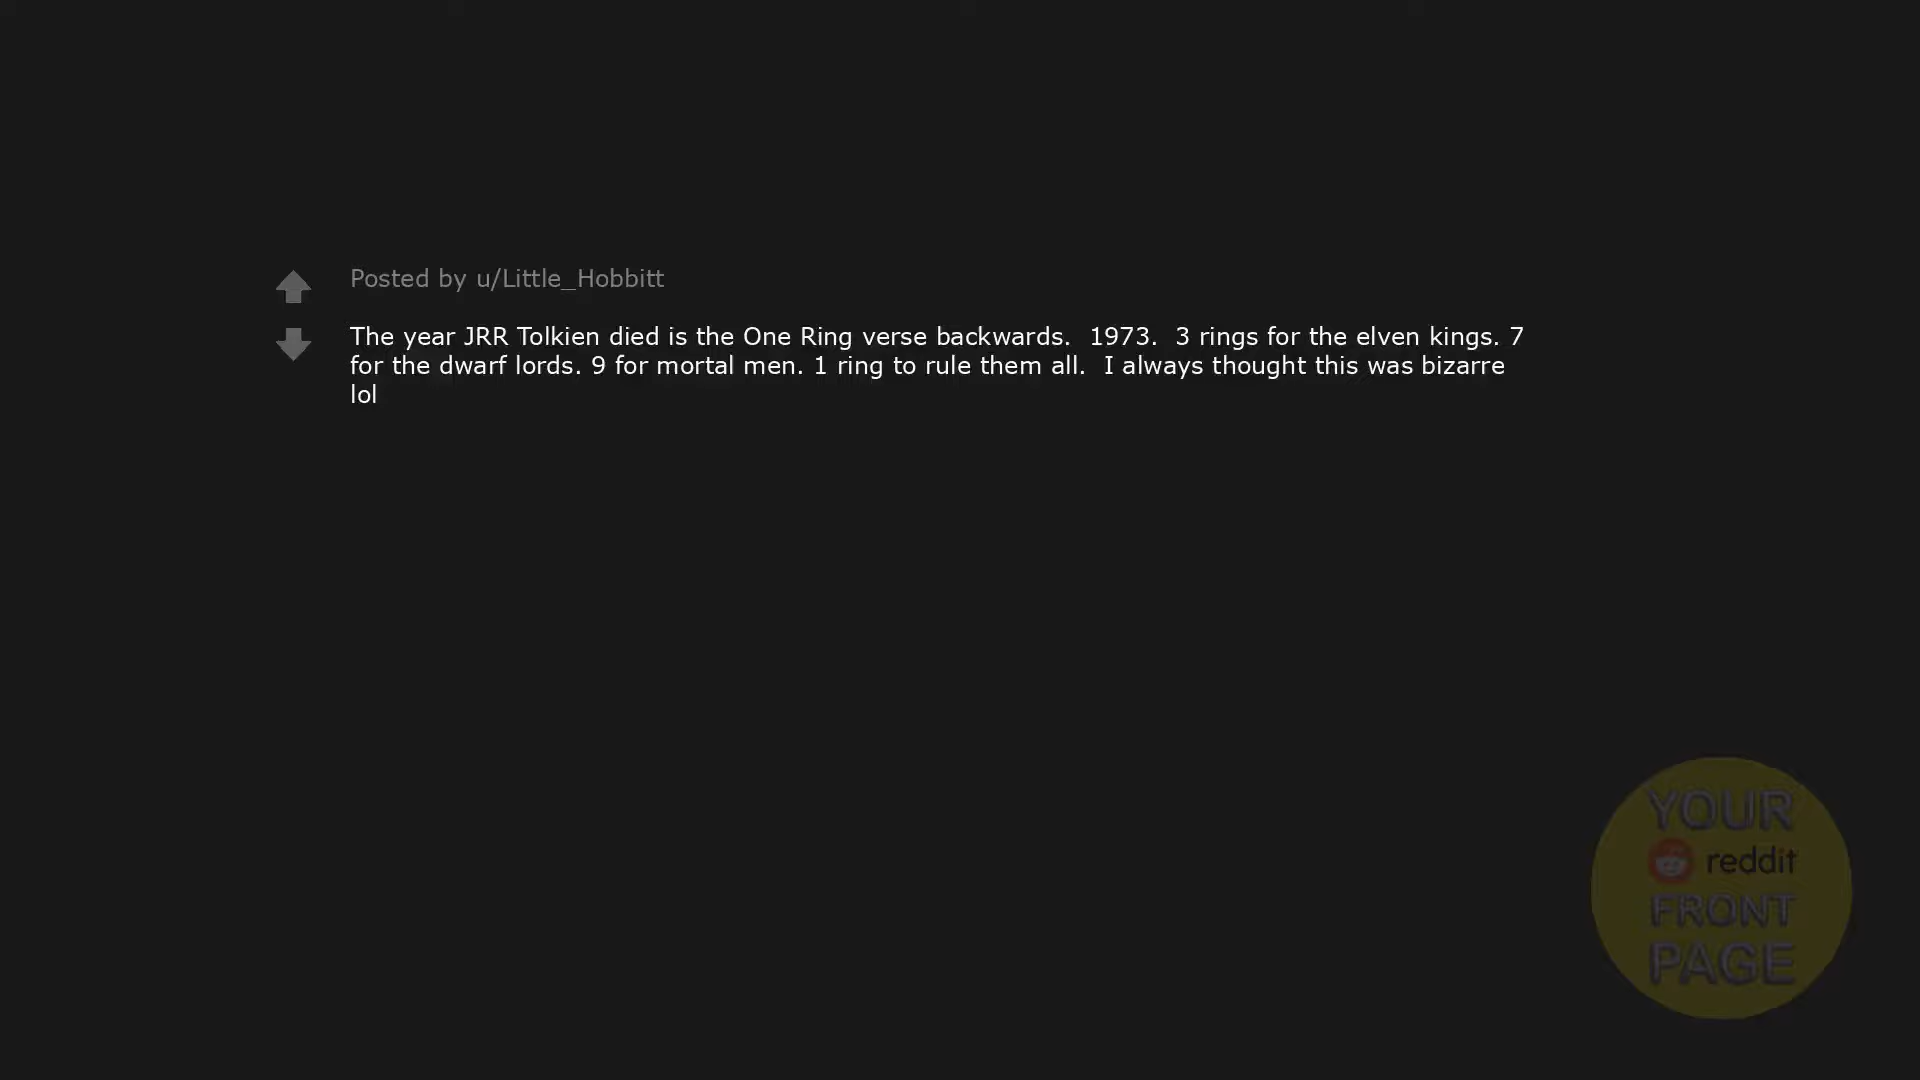 Posted by u/Little_Hobbitt
The year JRR Tolkien died is the One Ring verse backwards.  1973.  3 rings for the elven kings. 7
for the dwarf lords. 9 for mortal men. 1 ring to rule them all.  I always thought this was bizarre
lol
YOUR
reddit
FRONT
PAGE